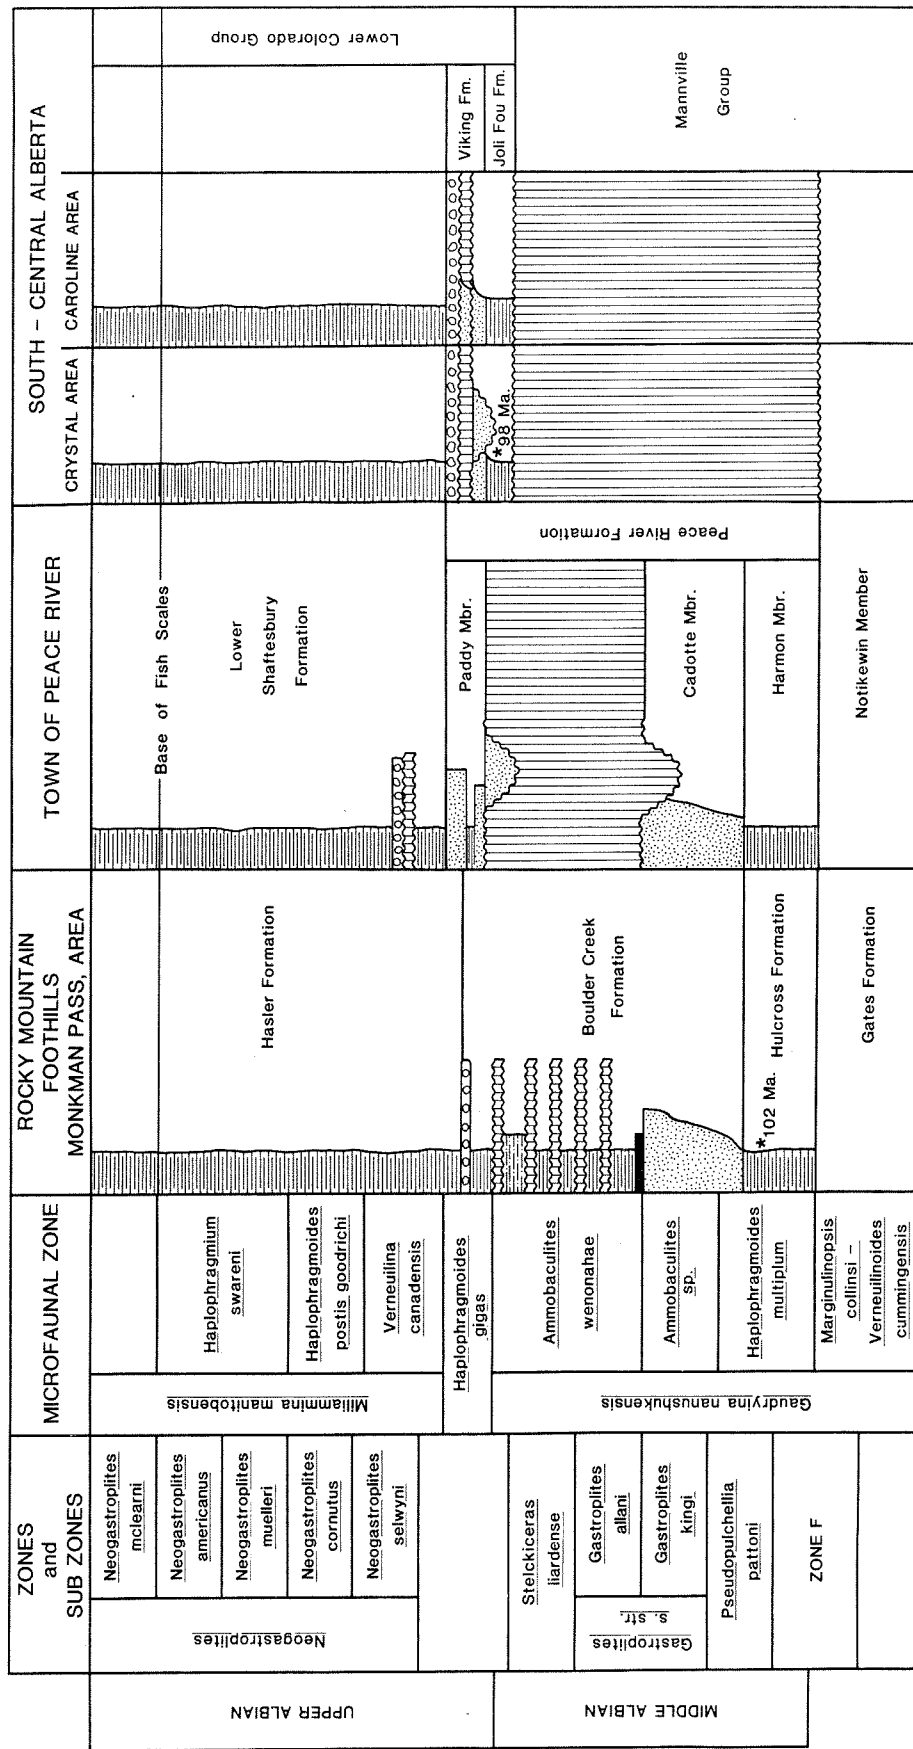 ZONES
and
SUB ZONES
MICROFAUNAL ZONE
ROCKY MOUNTAIN
FOOTHILLS
MONKMAN PASS, AREA
TOWN OF PEACE RIVER
SOUTH – CENTRAL ALBERTA
CRYSTAL AREA
CAROLINE AREA
UPPER ALBIAN
MIDDLE ALBIAN
Neogastroplites
Neogastroplites
mclearni
Neogastroplites
americanus
Neogastroplites
muelleri
Neogastroplites
cornutus
Neogastroplites
selwyni
Stelckiceras
liardense
Gastroplites
s. str.
Gastroplites
allani
Gastroplites
kingi
Pseudopulchellia
pattoni
ZONE F
Miliammina manitobensis
Haplophragmium
swareni
Haplophragmoides
postis goodrichi
Verneuilina
canadensis
Haplophragmoides
gigas
Gaudryina nanushukensis
Ammobaculites
wenonahae
Ammobaculites
sp.
Haplophragmoides
multiplum
Marginulinopsis
collinsi –
Verneuilinoides
cummingensis
Hasler Formation
Boulder Creek
Formation
*102 Ma.
Hulcross Formation
Gates Formation
Base of Fish Scales
Lower
Shaftesbury
Formation
Paddy Mbr.
Peace River Formation
Cadotte Mbr.
Harmon Mbr.
Notikewin Member
*98 Ma.
Lower Colorado Group
Viking Fm.
Joli Fou Fm.
Mannville
Group